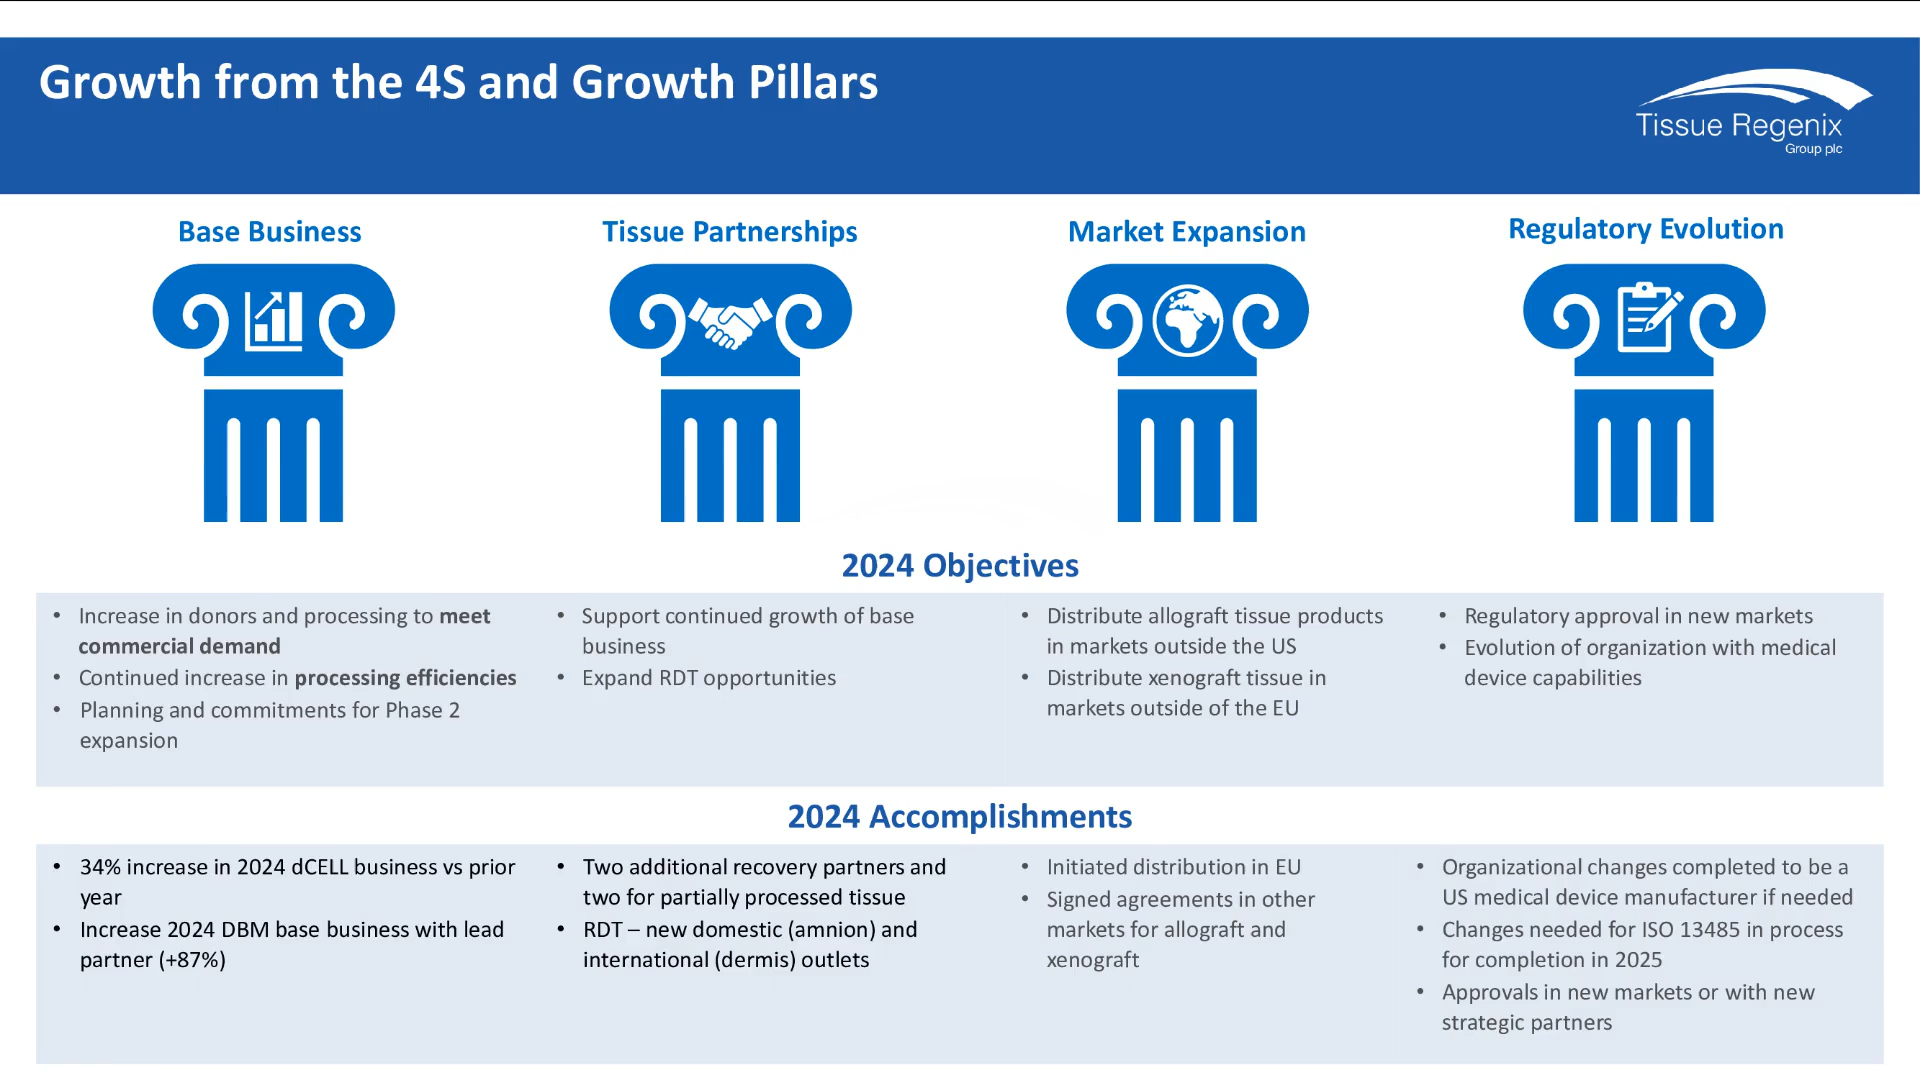 Growth from the 4S and Growth Pillars
Tissue Regenix
Group plc
Base Business
Tissue Partnerships
Market Expansion
Regulatory Evolution
2024 Objectives
• Increase in donors and processing to meet
commercial demand
• Continued increase in processing efficiencies
• Planning and commitments for Phase 2
expansion
• Support continued growth of base
business
• Expand RDT opportunities
• Distribute allograft tissue products
in markets outside the US
• Distribute xenograft tissue in
markets outside of the EU
• Regulatory approval in new markets
• Evolution of organization with medical
device capabilities
2024 Accomplishments
• 34% increase in 2024 dCELL business vs prior
year
• Increase 2024 DBM base business with lead
partner (+87%)
• Two additional recovery partners and
two for partially processed tissue
• RDT – new domestic (amnion) and
international (dermis) outlets
• Initiated distribution in EU
• Signed agreements in other
markets for allograft and
xenograft
• Organizational changes completed to be a
US medical device manufacturer if needed
• Changes needed for ISO 13485 in process
for completion in 2025
• Approvals in new markets or with new
strategic partners